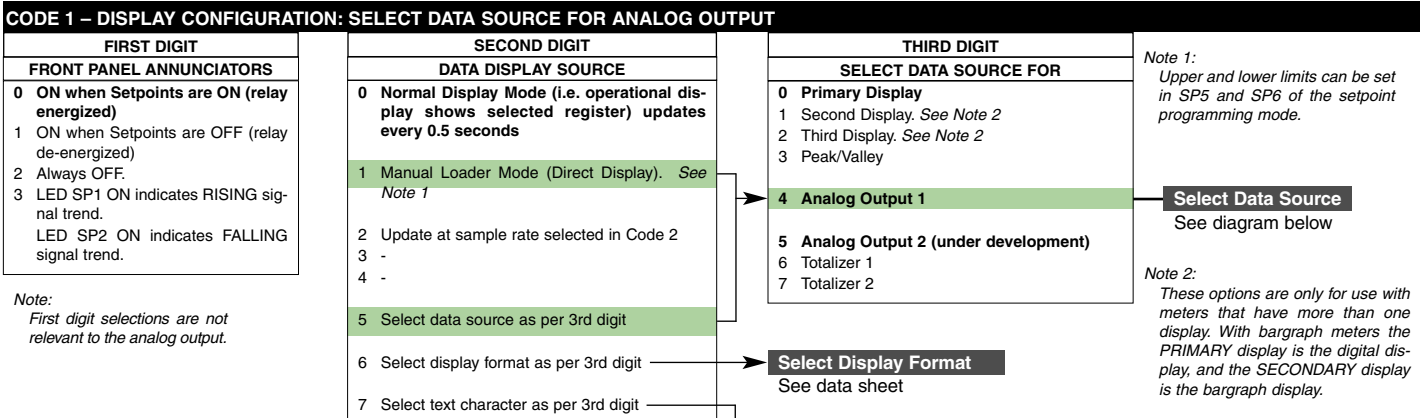 CODE 1 – DISPLAY CONFIGURATION: SELECT DATA SOURCE FOR ANALOG OUTPUT
FIRST DIGIT
FRONT PANEL ANNUNCIATORS
0 ON when Setpoints are ON (relay
energized)
1 ON when Setpoints are OFF (relay
de-energized)
2 Always OFF.
3 LED SP1 ON indicates RISING sig-
nal trend.
LED SP2 ON indicates FALLING
signal trend.
Note:
First digit selections are not
relevant to the analog output.
SECOND DIGIT
DATA DISPLAY SOURCE
0 Normal Display Mode (i.e. operational dis-
play shows selected register) updates
every 0.5 seconds
1 Manual Loader Mode (Direct Display). See
Note 1
2 Update at sample rate selected in Code 2
3 -
4 -
5 Select data source as per 3rd digit
6 Select display format as per 3rd digit
7 Select text character as per 3rd digit
THIRD DIGIT
SELECT DATA SOURCE FOR
0 Primary Display
1 Second Display. See Note 2
2 Third Display. See Note 2
3 Peak/Valley
4 Analog Output 1
5 Analog Output 2 (under development)
6 Totalizer 1
7 Totalizer 2
Select Display Format
See data sheet
Note 1:
Upper and lower limits can be set
in SP5 and SP6 of the setpoint
programming mode.
Select Data Source
See diagram below
Note 2:
These options are only for use with
meters that have more than one
display. With bargraph meters the
PRIMARY display is the digital dis-
play, and the SECONDARY display
is the bargraph display.